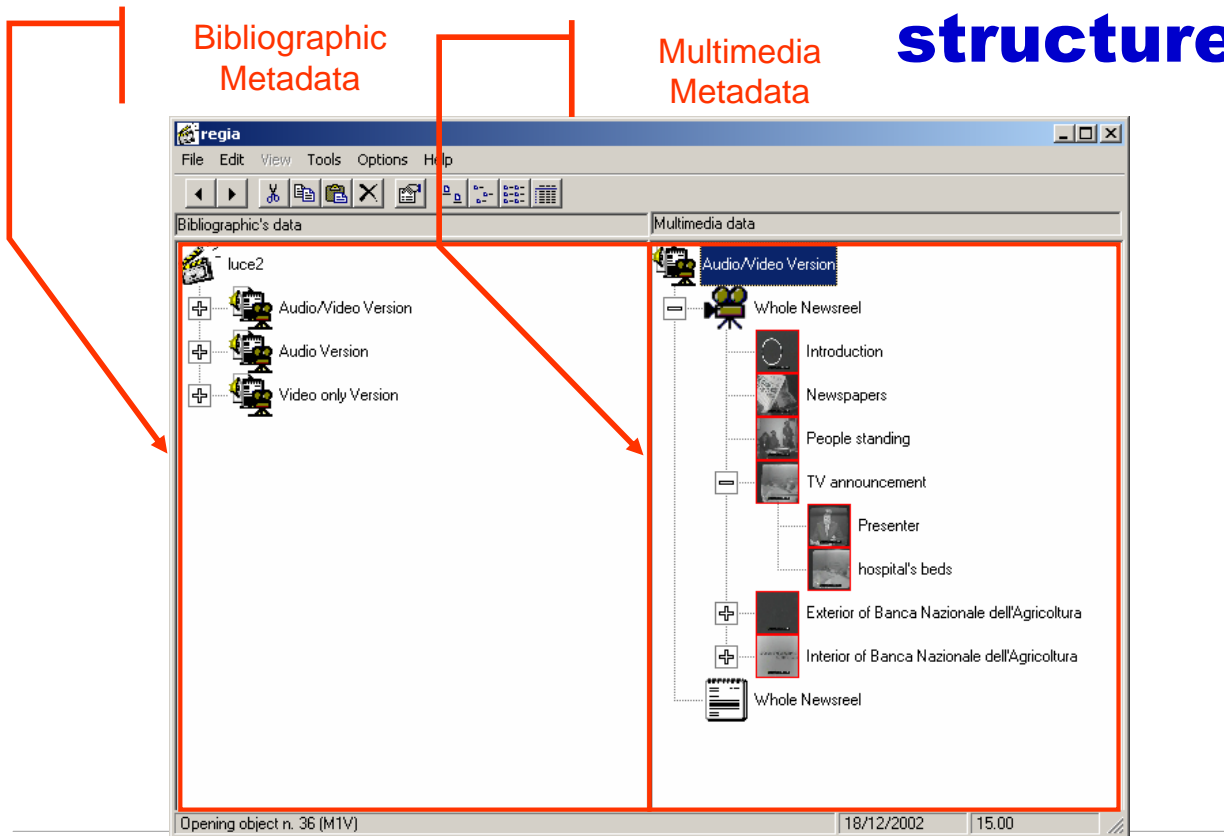 structure
Bibliographic
Metadata
Multimedia
Metadata
regia
File Edit View Tools Options Help
Bibliographic's data
Multimedia data
luce2
Audio/Video Version
Audio Version
Video only Version
Audio/Video Version
Whole Newsreel
Introduction
Newspapers
People standing
TV announcement
Presenter
hospital's beds
Exterior of Banca Nazionale dell'Agricoltura
Interior of Banca Nazionale dell'Agricoltura
Whole Newsreel
Opening object n. 36 (M1V)
18/12/2002
15.00